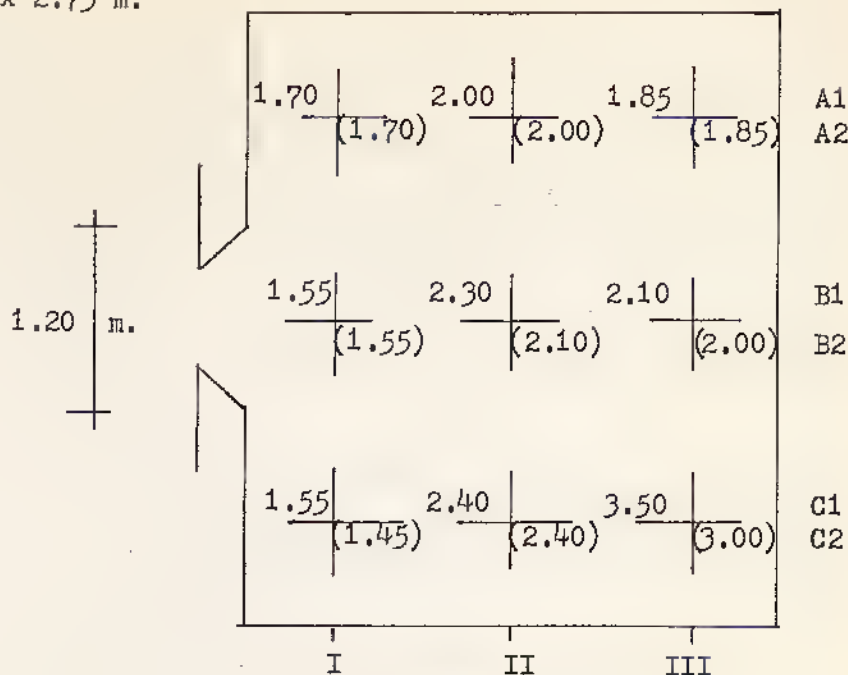 x 2.75 m.
1.70 2.00 1.85 A1
(1.70) (2.00) (1.85) A2
1.55 2.30 2.10 B1
1.20 m.
(1.55) (2.10) (2.00) B2
1.55 2.40 3.50 C1
(1.45) (2.40) (3.00) C2
I II III